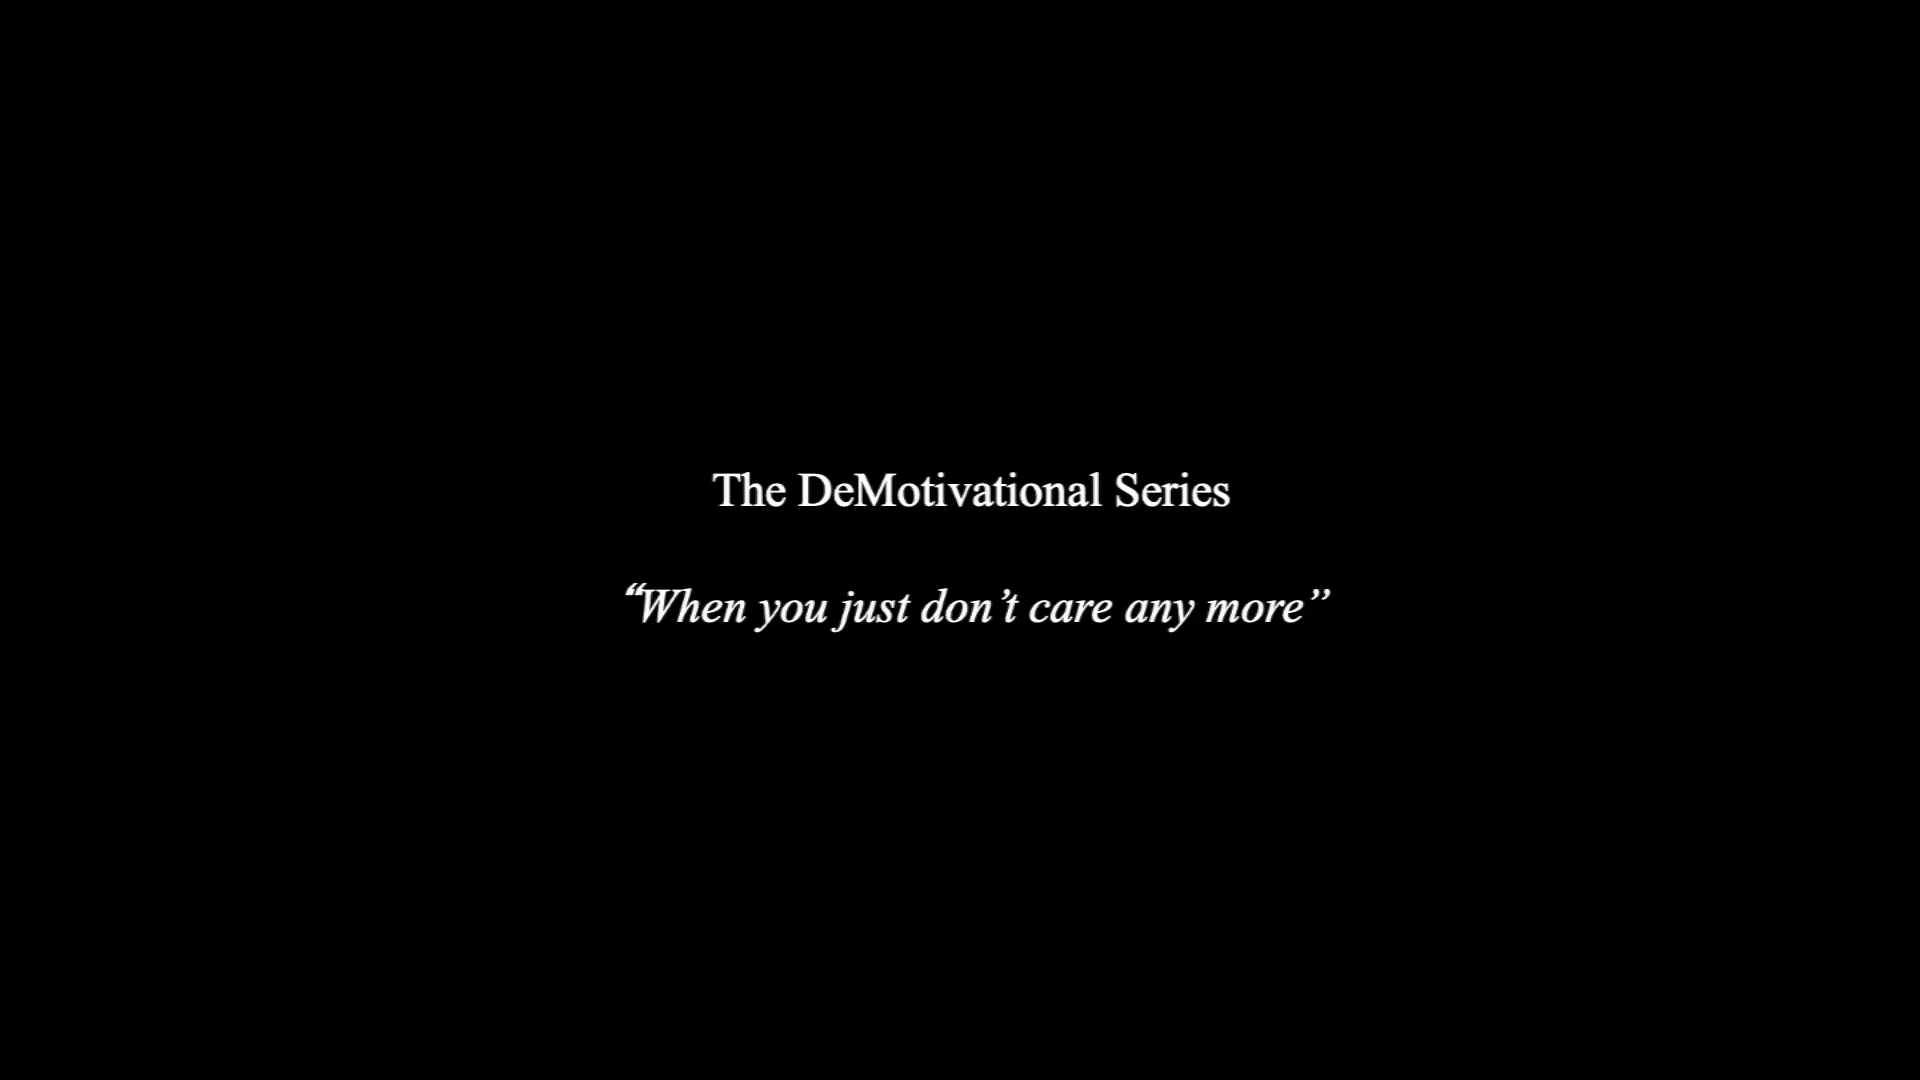 The DeMotivational Series
“When you just don’t care any more”